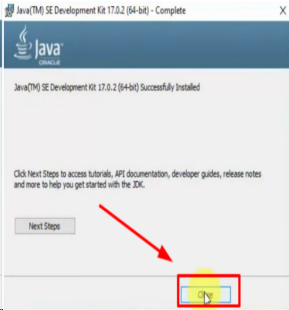 Java(TM) SE Development Kit 17.0.2 (64-bit) - Complete
Java™
ORACLE
Java(TM) SE Development Kit 17.0.2 (64-bit) Successfully Installed
Click Next Steps to access tutorials, API documentation, developer guides, release notes
and more to help you get started with the JDK.
Next Steps
Close